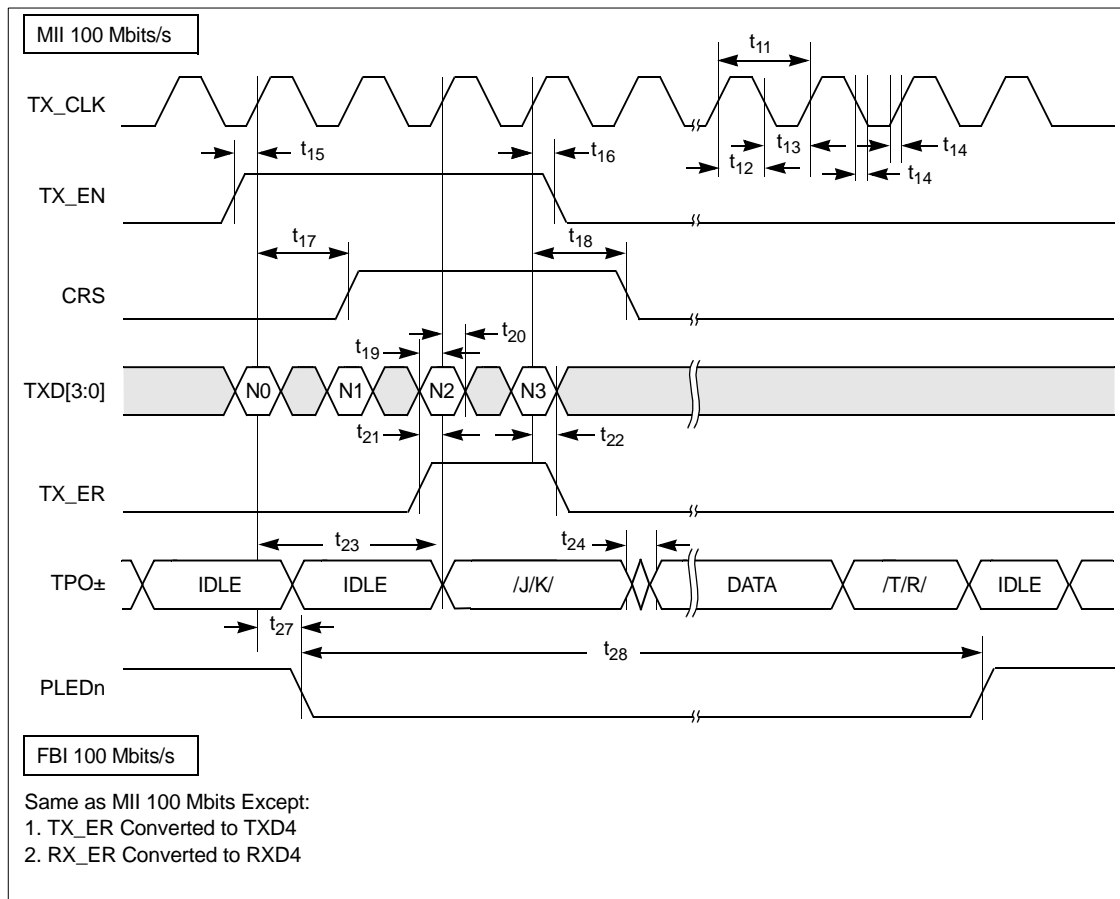 MII 100 Mbits/s
t11
TX_CLK
t15
t16
t12
t13
t14
t14
TX_EN
t17
t18
CRS
t20
t19
TXD[3:0]
N0
N1
N2
N3
t21
t22
TX_ER
t23
t24
TPO±
IDLE
IDLE
/J/K/
DATA
/T/R/
IDLE
t27
t28
PLEDn
FBI 100 Mbits/s
Same as MII 100 Mbits Except:
1. TX_ER Converted to TXD4
2. RX_ER Converted to RXD4